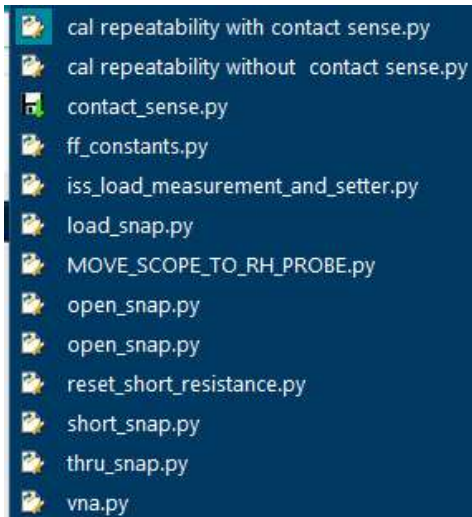 cal repeatability with contact sense.py
cal repeatability without  contact sense.py
contact_sense.py
ff_constants.py
iss_load_measurement_and_setter.py
load_snap.py
MOVE_SCOPE_TO_RH_PROBE.py
open_snap.py
open_snap.py
reset_short_resistance.py
short_snap.py
thru_snap.py
vna.py